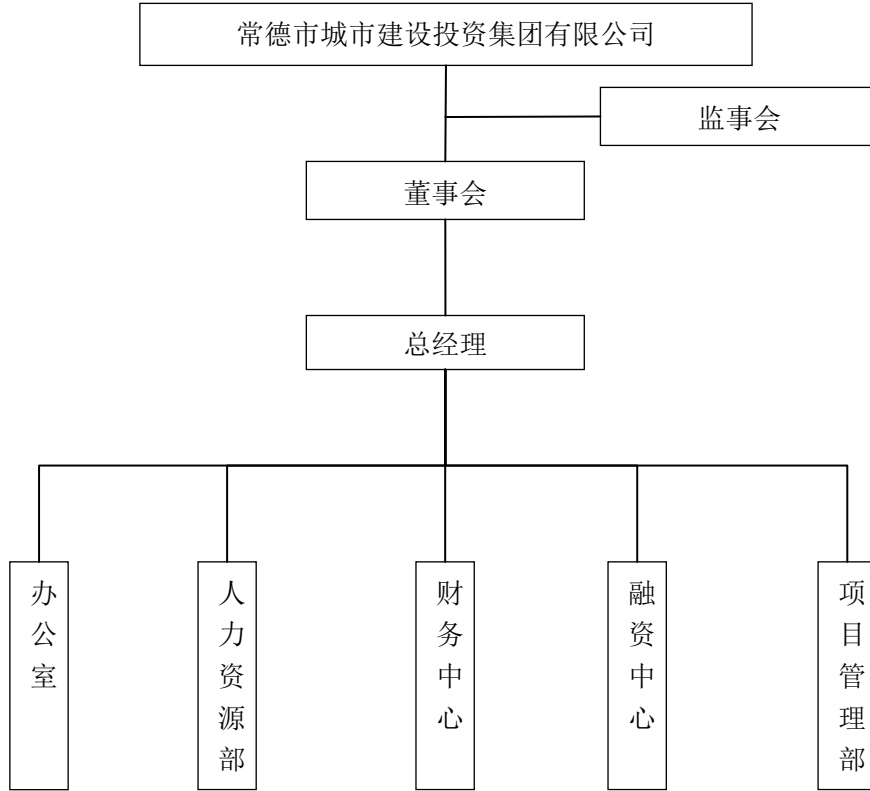 常德市城市建设投资集团有限公司
监事会
董事会
总经理
办公室
人力资源部
财务中心
融资中心
项目管理部